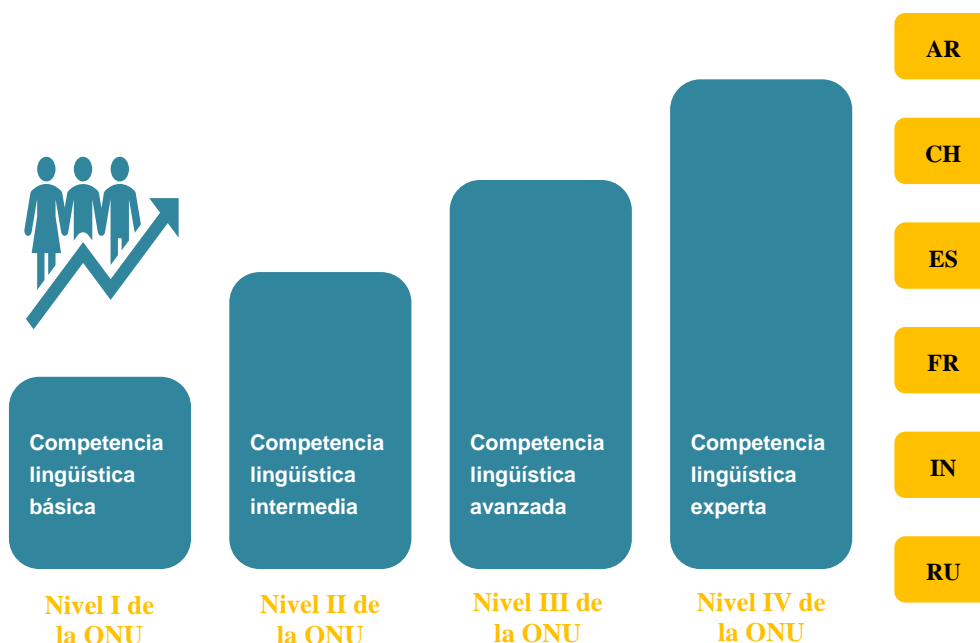 Competencia
lingüística
básica
Nivel I de
la ONU
Competencia
lingüística
intermedia
Nivel II de
la ONU
Competencia
lingüística
avanzada
Nivel III de
la ONU
Competencia
lingüística
experta
Nivel IV de
la ONU
AR
CH
ES
FR
IN
RU